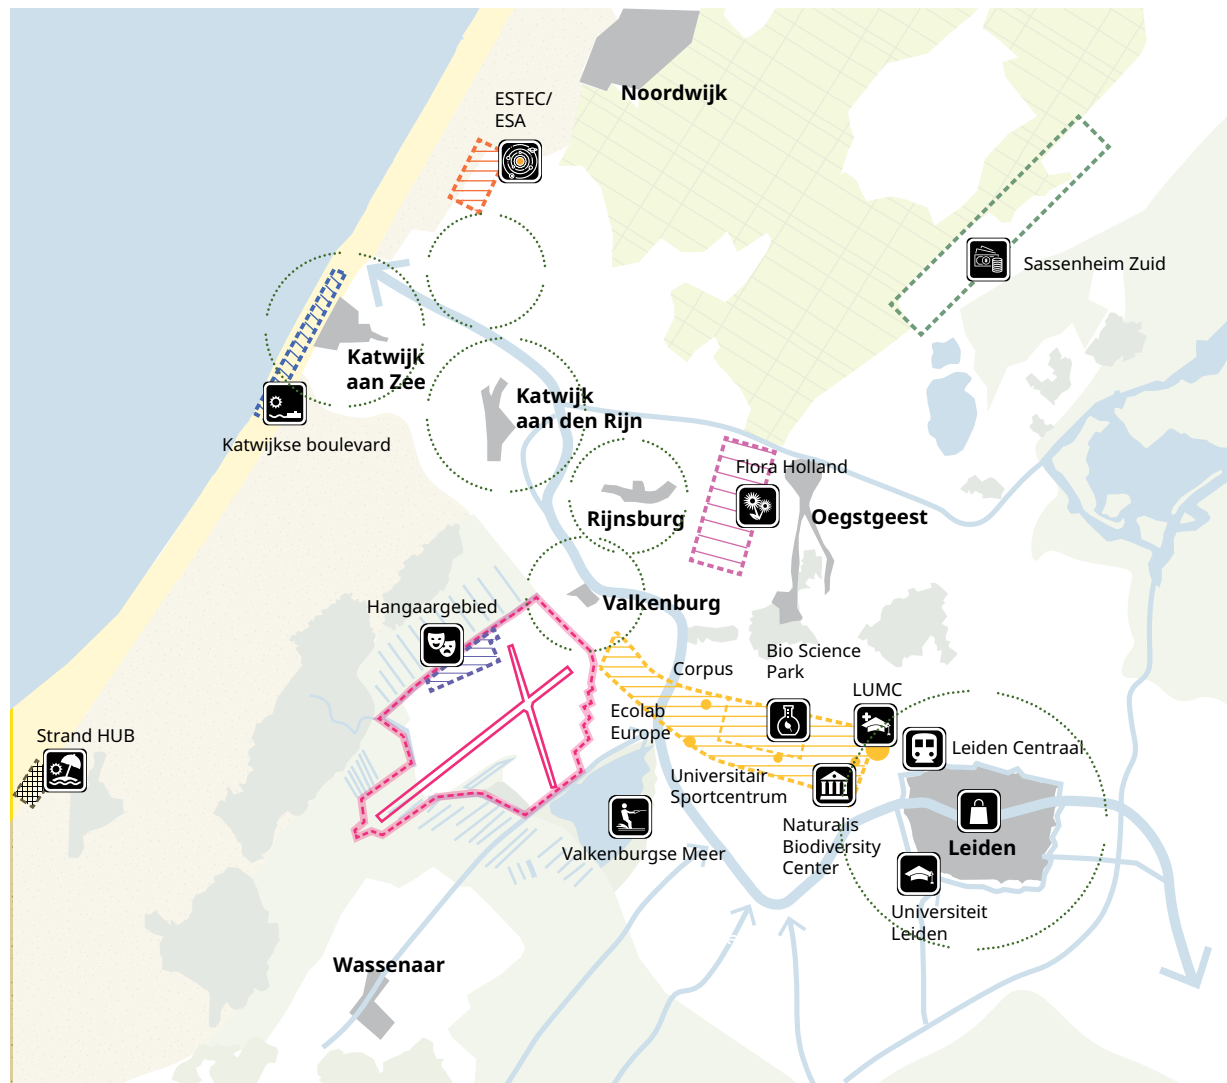 Noordwijk
ESTEC/
ESA
Sassenheim Zuid
Katwijk
aan Zee
Katwijk
aan den Rijn
Katwijkse boulevard
Flora Holland
Rijnsburg
Oegstgeest
Hangaargebied
Valkenburg
Bio Science
Park
Corpus
LUMC
Ecolab
Europe
Strand HUB
Leiden Centraal
Universitair
Sportcentrum
Naturalis
Biodiversity
Center
Leiden
Valkenburgse Meer
Universiteit
Leiden
Wassenaar